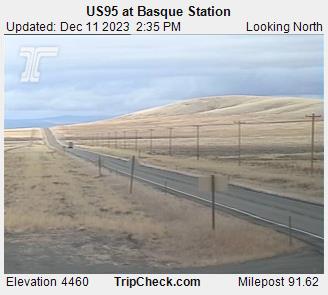 US95 at Basque Station
Updated: Dec 11 2023 2:35 PM Looking North
Elevation 4460 TripCheck.com Milepost 91.62